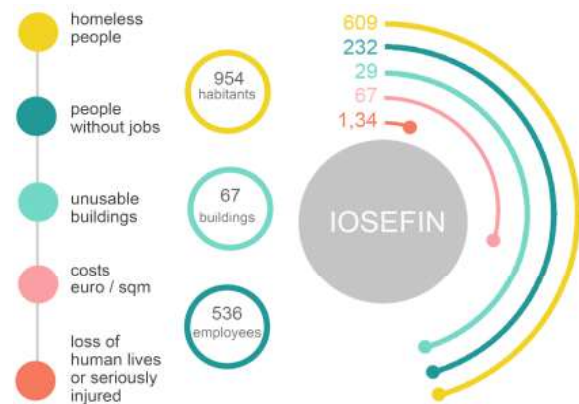 homeless
people
people
without jobs
unusable
buildings
costs
euro / sqm
loss of
human lives
or seriously
injured
954
habitants
67
buildings
536
employees
609
232
29
67
1,34
IOSEFIN